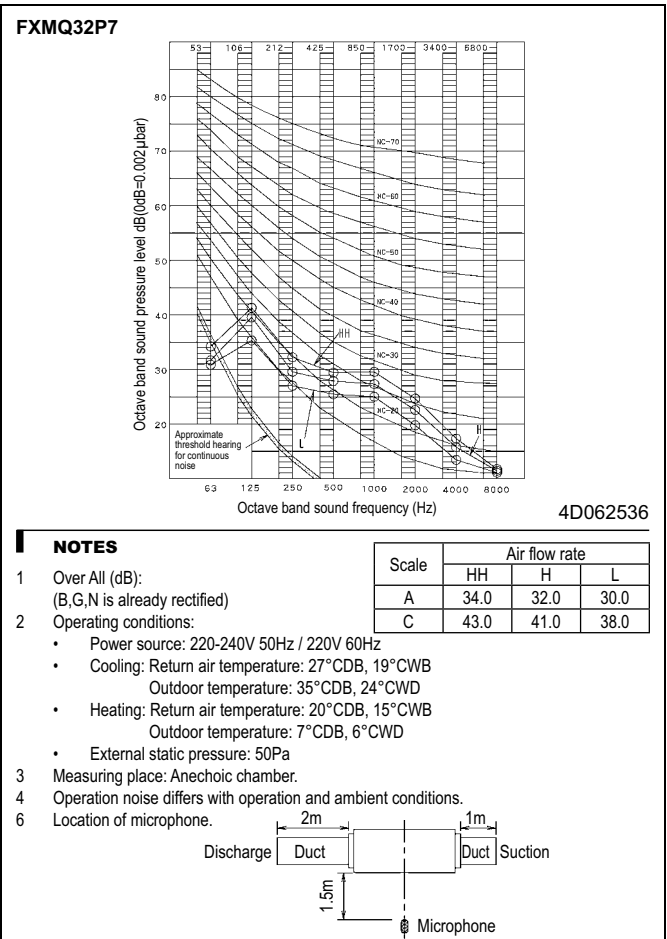 FXMQ32P7
53 106 212 425 850 1700 3400 6800
80
70
60
50
40
30
20
Octave band sound pressure level dB(0dB=0.002µbar)
NC-70
NC-60
NC-50
NC-40
NC-30
NC-20
HH
H
L
Approximate
threshold hearing
for continuous
noise
63 125 250 500 1000 2000 4000 8000
Octave band sound frequency (Hz)
4D062536
NOTES
1 Over All (dB):
(B,G,N is already rectified)
Scale Air flow rate
HH H L
A 34.0 32.0 30.0
C 43.0 41.0 38.0
2 Operating conditions:
• Power source: 220-240V 50Hz / 220V 60Hz
• Cooling: Return air temperature: 27°CDB, 19°CWB
Outdoor temperature: 35°CDB, 24°CWD
• Heating: Return air temperature: 20°CDB, 15°CWB
Outdoor temperature: 7°CDB, 6°CWD
• External static pressure: 50Pa
3 Measuring place: Anechoic chamber.
4 Operation noise differs with operation and ambient conditions.
6 Location of microphone.
2m 1m
Discharge Duct Duct Suction
1.5m
Microphone